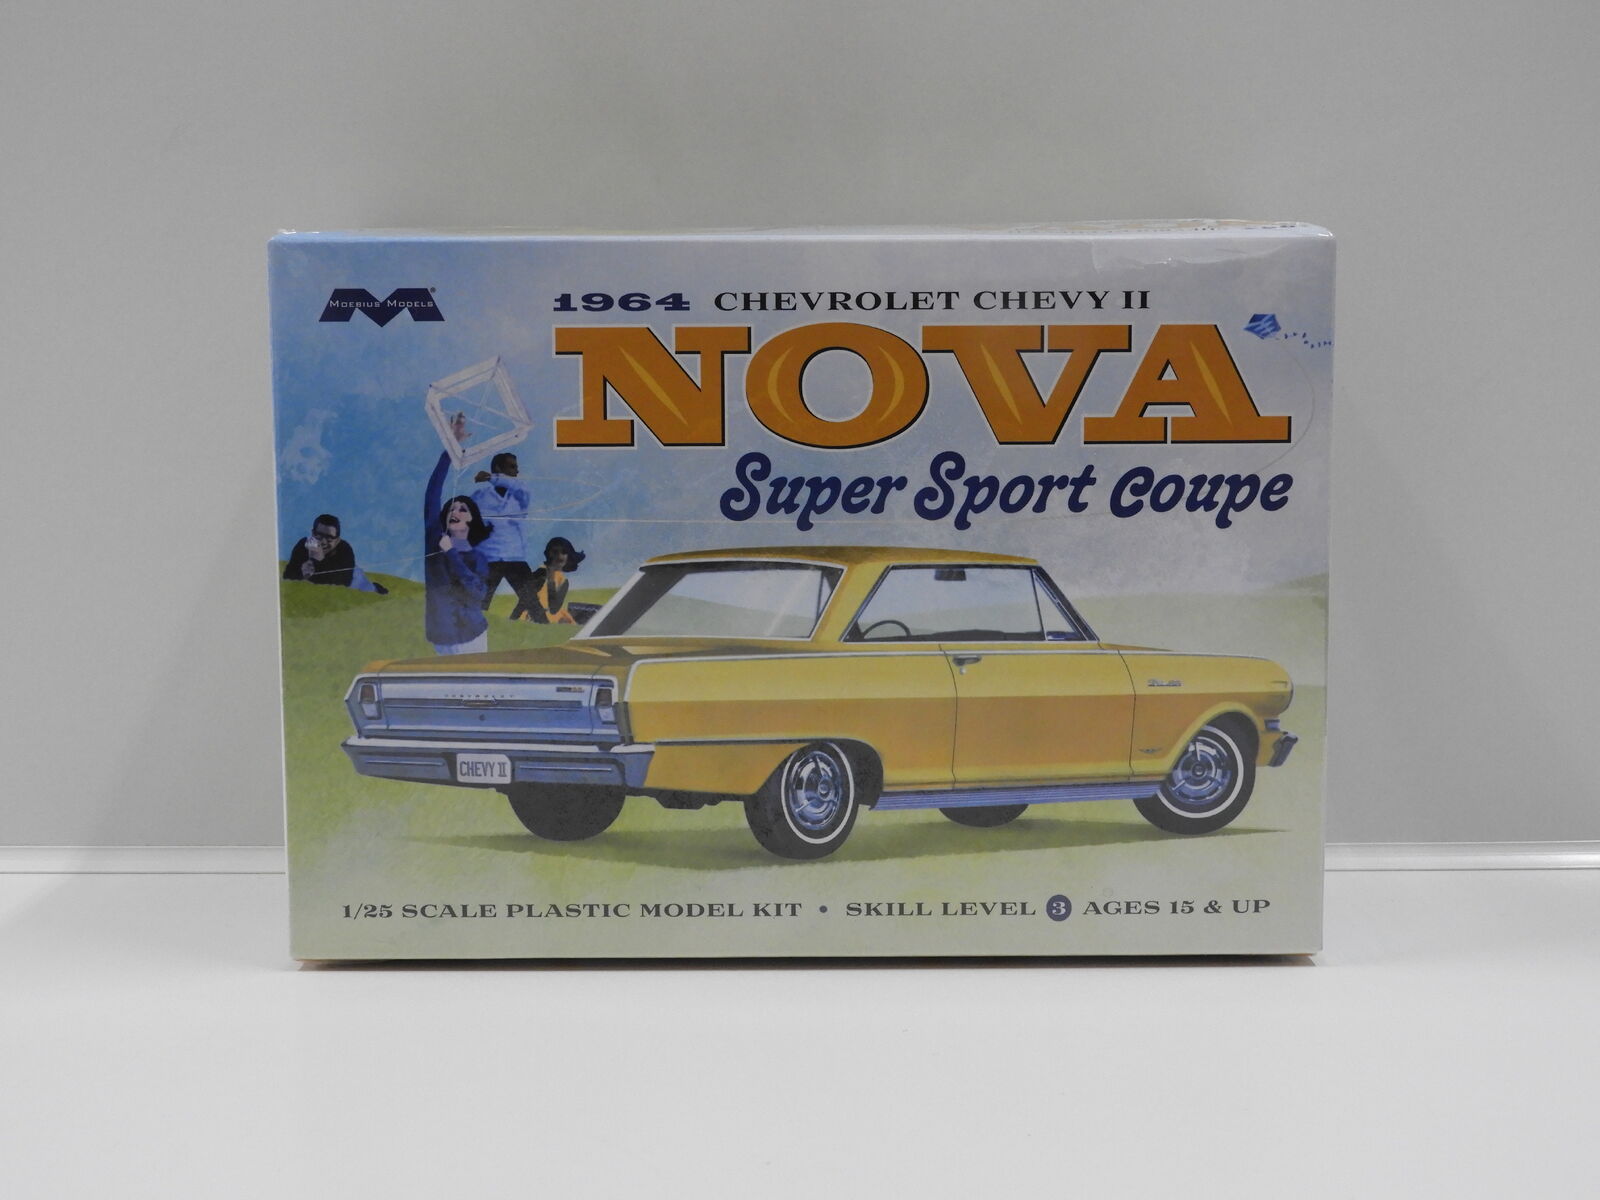 MOEBIUS MODELS
1964 CHEVROLET CHEVY II
NOVA
Super Sport Coupe
CHEVROLET
CHEVY II
1/25 SCALE PLASTIC MODEL KIT • SKILL LEVEL 3 AGES 15 & UP